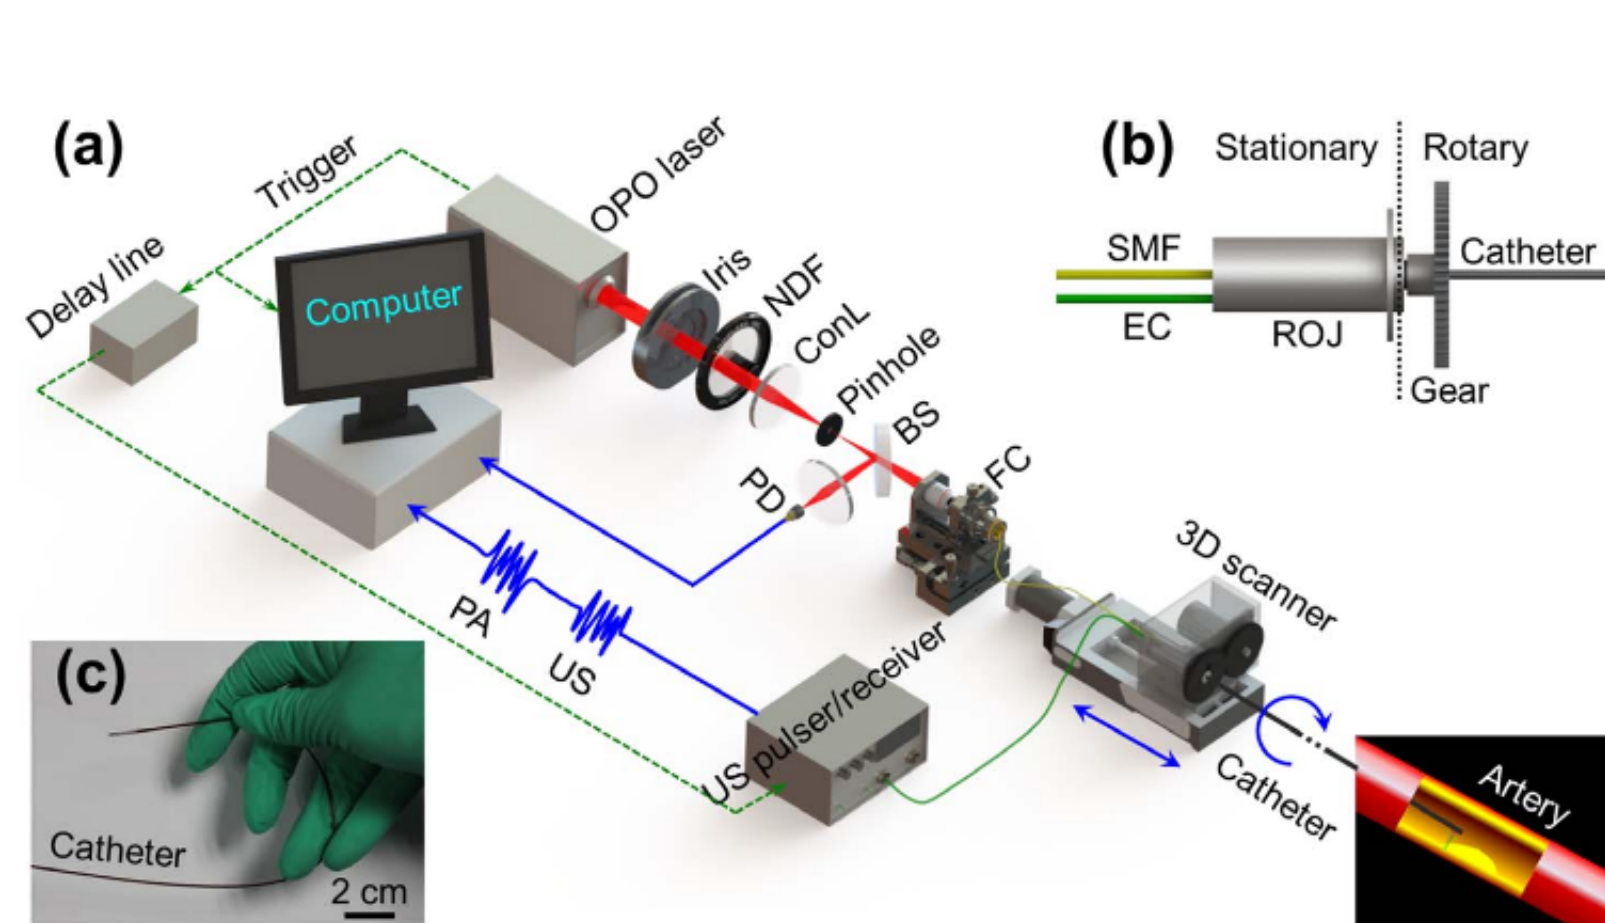 (a)
Trigger
OPO laser
Delay line
Computer
Iris
NDF
ConL
Pinhole
BS
PD
FC
3D scanner
PA
US
US pulser/receiver
Catheter
Artery
(b)
Stationary
Rotary
SMF
EC
ROJ
Catheter
Gear
(c)
Catheter
2 cm